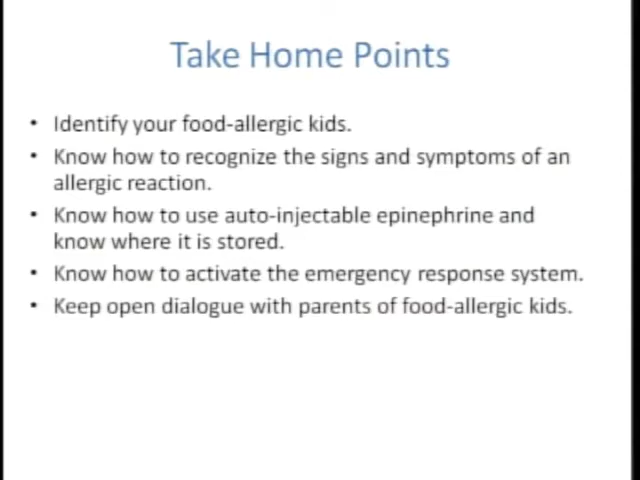 Take Home Points
• Identify your food-allergic kids.
• Know how to recognize the signs and symptoms of an
allergic reaction.
• Know how to use auto-injectable epinephrine and
know where it is stored.
• Know how to activate the emergency response system.
• Keep open dialogue with parents of food-allergic kids.